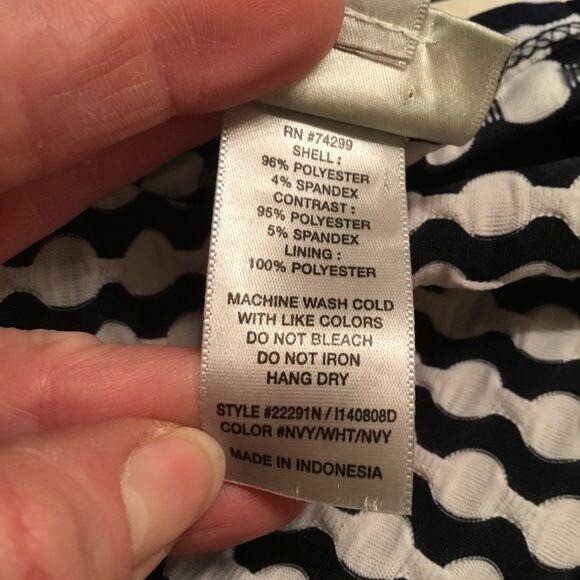 RN #74299
SHELL :
96% POLYESTER
4% SPANDEX
CONTRAST :
95% POLYESTER
5% SPANDEX
LINING :
100% POLYESTER
MACHINE WASH COLD
WITH LIKE COLORS
DO NOT BLEACH
DO NOT IRON
HANG DRY
STYLE #22291N / I140808D
COLOR #NVY/WHT/NVY
MADE IN INDONESIA